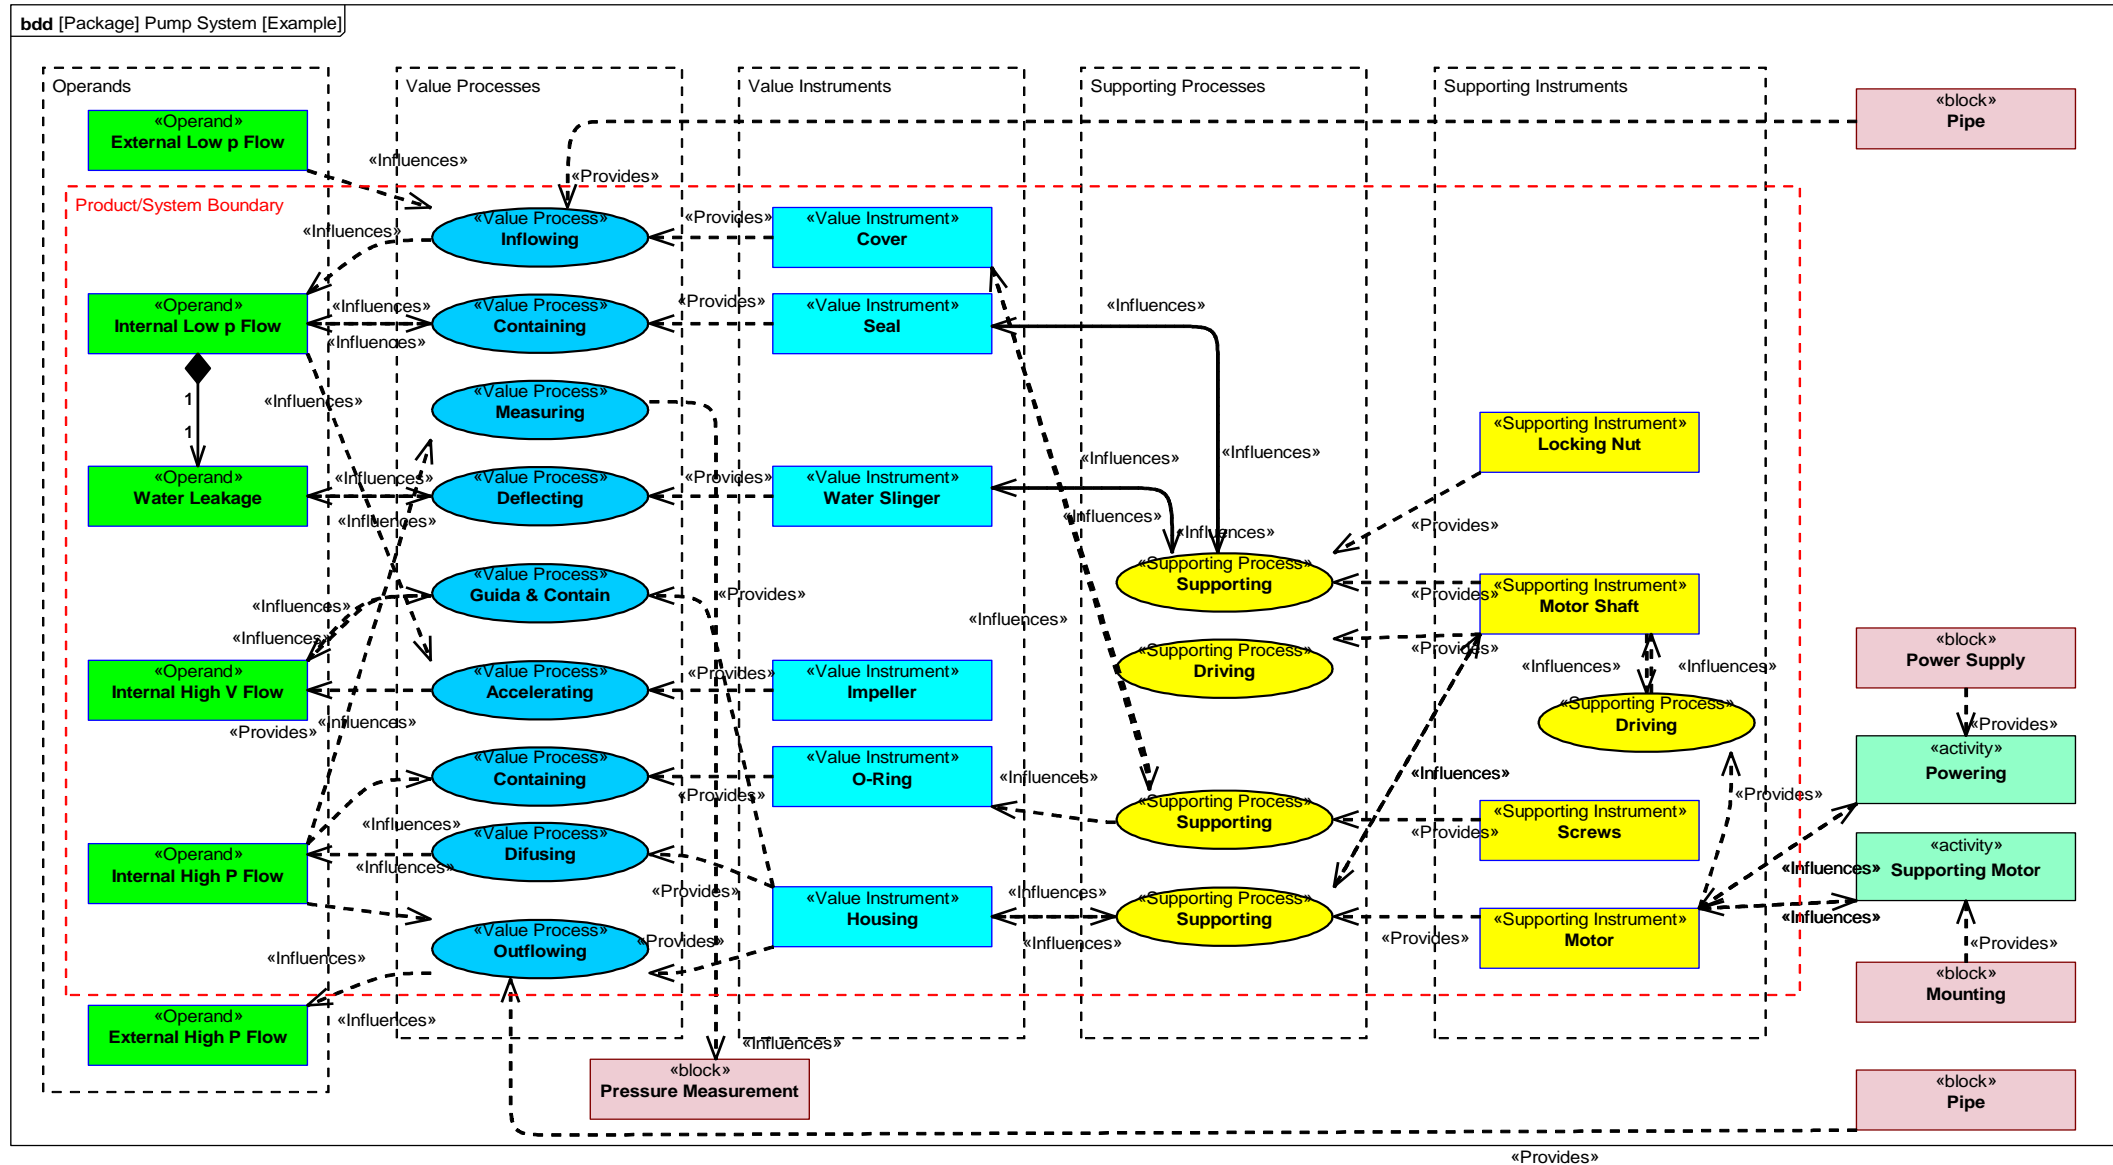 bdd [Package] Pump System [Example]
Operands
Value Processes
Value Instruments
Supporting Processes
Supporting Instruments
«block»
Pipe
«Operand»
External Low p Flow
«Influences»
«Provides»
Product/System Boundary
«Influences»
«Value Process»
Inflowing
«Provides»
«Value Instrument»
Cover
«Operand»
Internal Low p Flow
«Influences»
«Influences»
«Value Process»
Containing
«Provides»
«Value Instrument»
Seal
«Influences»
1
1
«Influences»
«Value Process»
Measuring
«Supporting Instrument»
Locking Nut
«Operand»
Water Leakage
«Influences»
«Influences»
«Value Process»
Deflecting
«Provides»
«Value Instrument»
Water Slinger
«Influences»
«Influences»
«Influences»
«Influences»
«Provides»
«Value Process»
Guida & Contain
«Provides»
«Supporting Process»
Supporting
«Provides»
«Supporting Instrument»
Motor Shaft
«Influences»
«Influences»
«Influences»
«Supporting Process»
Driving
«Provides»
«Influences»
«Influences»
«block»
Power Supply
«Operand»
Internal High V Flow
«Value Process»
Accelerating
«Provides»
«Value Instrument»
Impeller
«Supporting Process»
Driving
«Influences»
«Provides»
«Provides»
«activity»
Powering
«Value Process»
Containing
«Provides»
«Value Instrument»
O-Ring
«Influences»
«Influences»
«Provides»
«Supporting Process»
Supporting
«Provides»
«Supporting Instrument»
Screws
«Operand»
Internal High P Flow
«Influences»
«Influences»
«Value Process»
Difusing
«Provides»
«activity»
Supporting Motor
«Influences»
«Influences»
«Value Instrument»
Housing
«Influences»
«Influences»
«Supporting Process»
Supporting
«Provides»
«Supporting Instrument»
Motor
«Value Process»
Outflowing
«Provides»
«Provides»
«block»
Mounting
«Influences»
«Influences»
«Operand»
External High P Flow
«Influences»
«block»
Pressure Measurement
«block»
Pipe
«Provides»